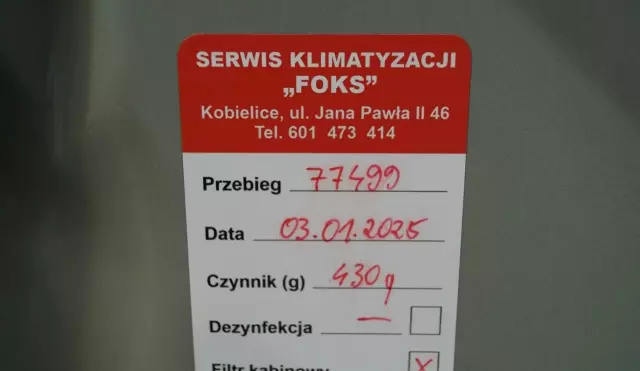 SERWIS KLIMATYZACJI
„FOKS”
Kobielice, ul. Jana Pawła II 46
Tel. 601 473 414
Przebieg 77499
Data 03.01.2025
Czynnik (g) 430g
Dezynfekcja —
Filtr kabinowy X